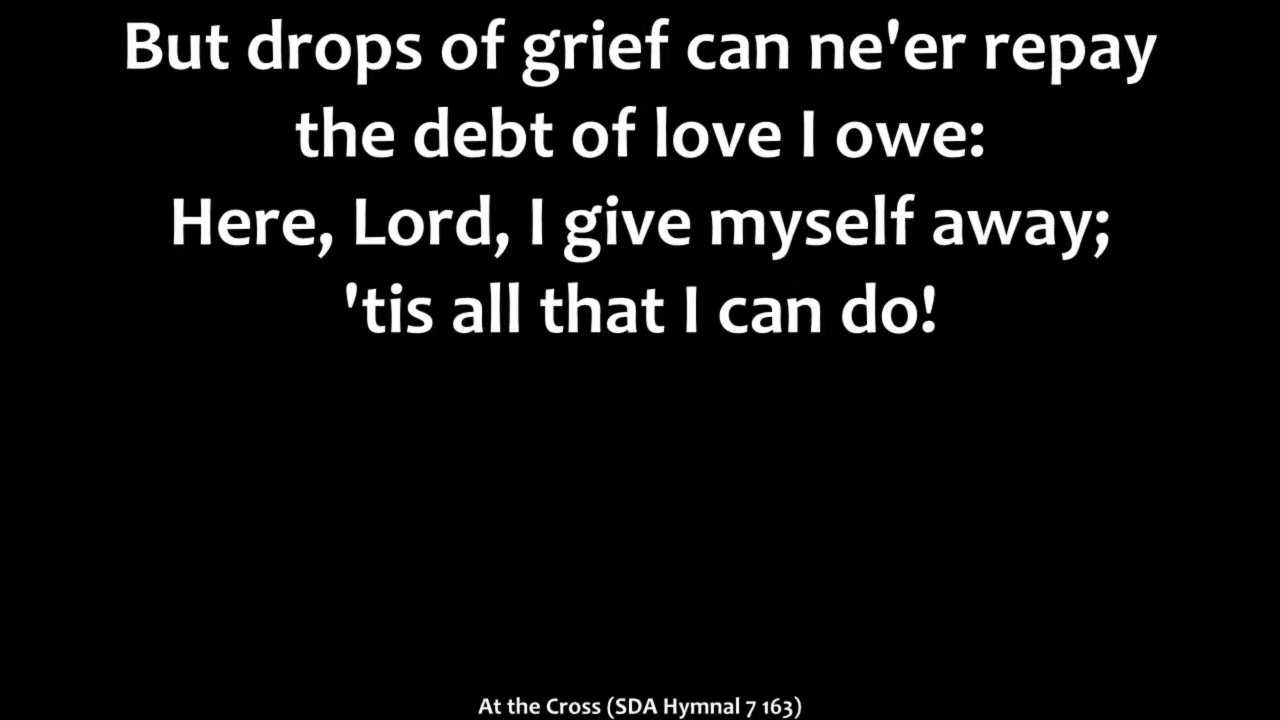 But drops of grief can ne'er repay
the debt of love I owe:
Here, Lord, I give myself away;
'tis all that I can do!
At the Cross (SDA Hymnal 7 163)